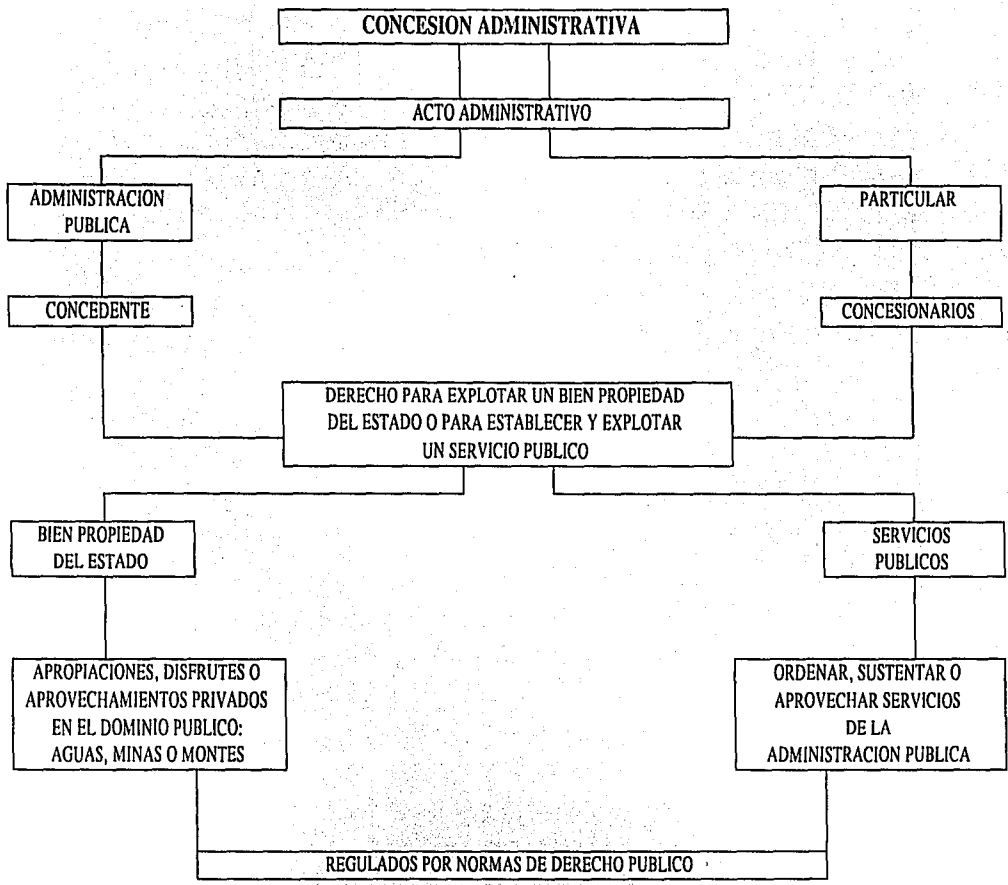 CONCESION ADMINISTRATIVA
ACTO ADMINISTRATIVO
ADMINISTRACION
PUBLICA
PARTICULAR
CONCEDENTE
CONCESIONARIOS
DERECHO PARA EXPLOTAR UN BIEN PROPIEDAD
DEL ESTADO O PARA ESTABLECER Y EXPLOTAR
UN SERVICIO PUBLICO
BIEN PROPIEDAD
DEL ESTADO
SERVICIOS
PUBLICOS
APROPIACIONES, DISFRUTES O
APROVECHAMIENTOS PRIVADOS
EN EL DOMINIO PUBLICO:
AGUAS, MINAS O MONTES
ORDENAR, SUSTENTAR O
APROVECHAR SERVICIOS
DE LA
ADMINISTRACION PUBLICA
REGULADOS POR NORMAS DE DERECHO PUBLICO